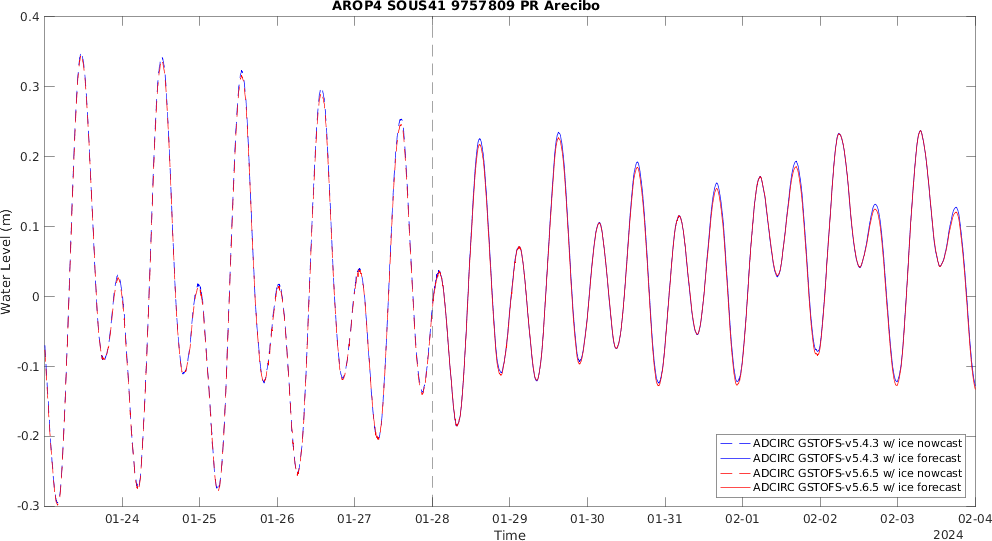 AROP4 SOUS41 9757809 PR Arecibo
0.4
0.3
0.2
0.1
0
-0.1
-0.2
-0.3
Water Level (m)
ADCIRC GSTOFS-v5.4.3 w/ ice nowcast
ADCIRC GSTOFS-v5.4.3 w/ ice forecast
ADCIRC GSTOFS-v5.6.5 w/ ice nowcast
ADCIRC GSTOFS-v5.6.5 w/ ice forecast
01-24 01-25 01-26 01-27 01-28 01-29 01-30 01-31 02-01 02-02 02-03 02-04
Time
2024